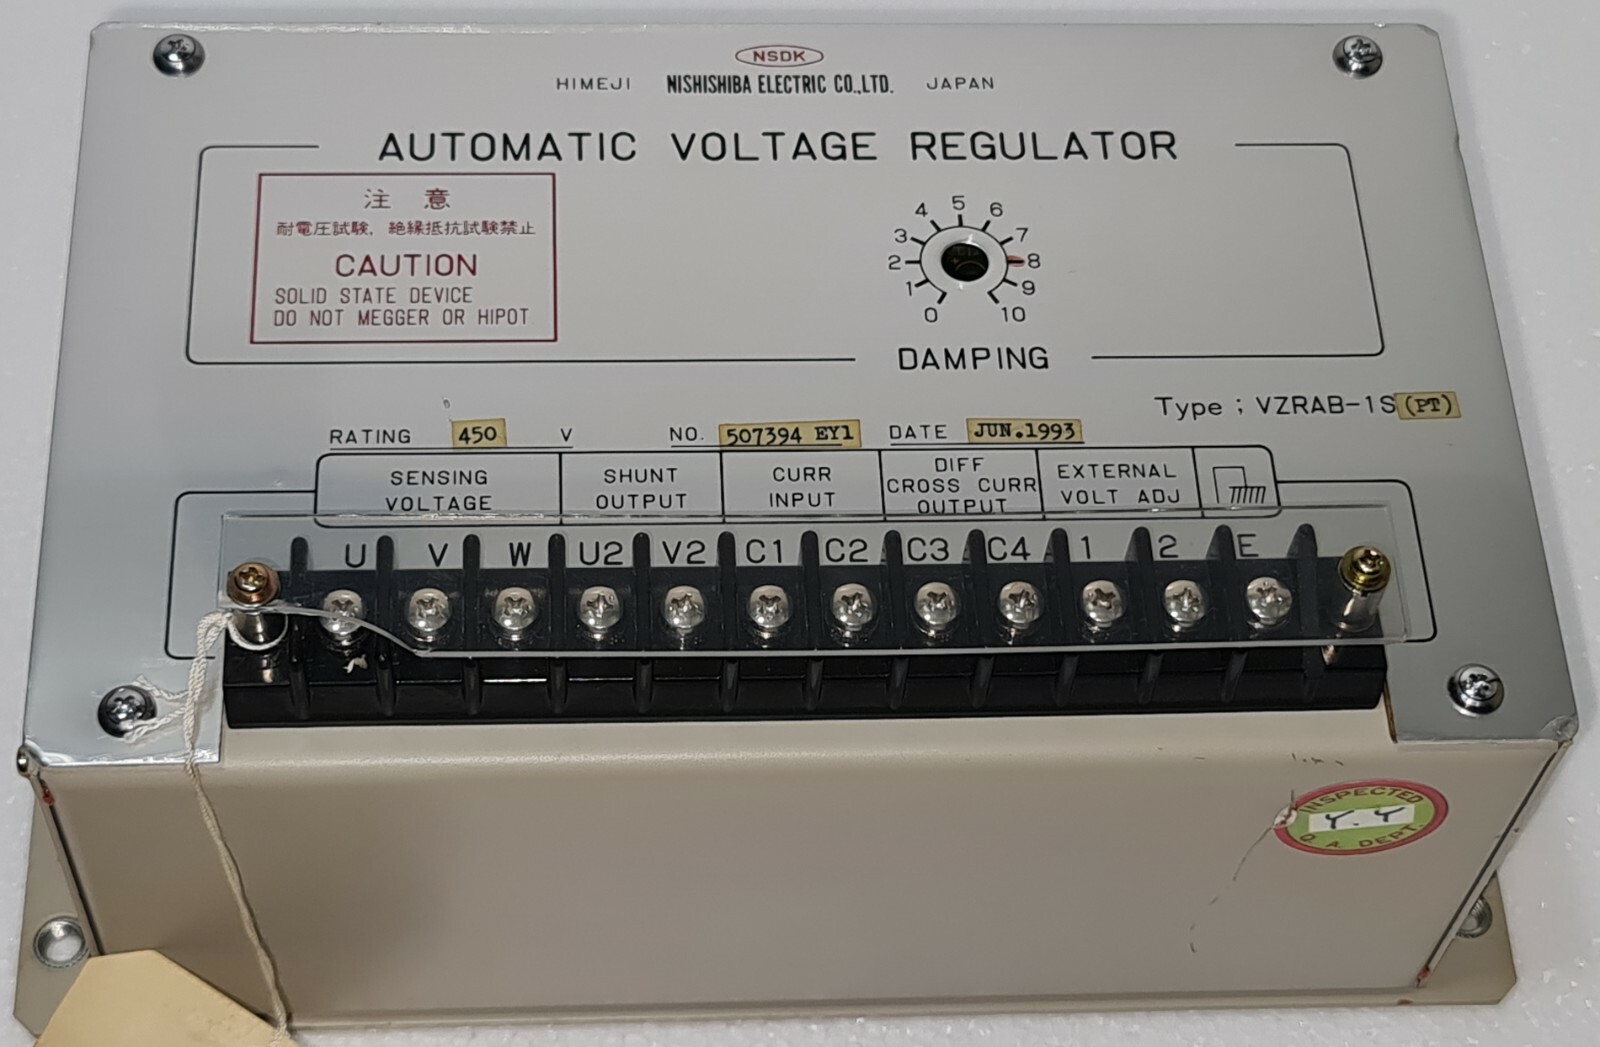 NSDK
HIMEJI NISHISHIBA ELECTRIC CO.,LTD. JAPAN
AUTOMATIC VOLTAGE REGULATOR
注意
耐電圧試験, 絶縁抵抗試験禁止
CAUTION
SOLID STATE DEVICE
DO NOT MEGGER OR HIPOT
0 1 2 3 4 5 6 7 8 9 10
DAMPING
Type ; VZRAB-1S (PT)
RATING 450 V NO. 507394 EY1 DATE JUN.1993
SENSING VOLTAGE
SHUNT OUTPUT
CURR INPUT
DIFF CROSS CURR OUTPUT
EXTERNAL VOLT ADJ
U V W U2 V2 C1 C2 C3 C4 1 2 E
INSPECTED
Y.Y
Q.A. DEPT.